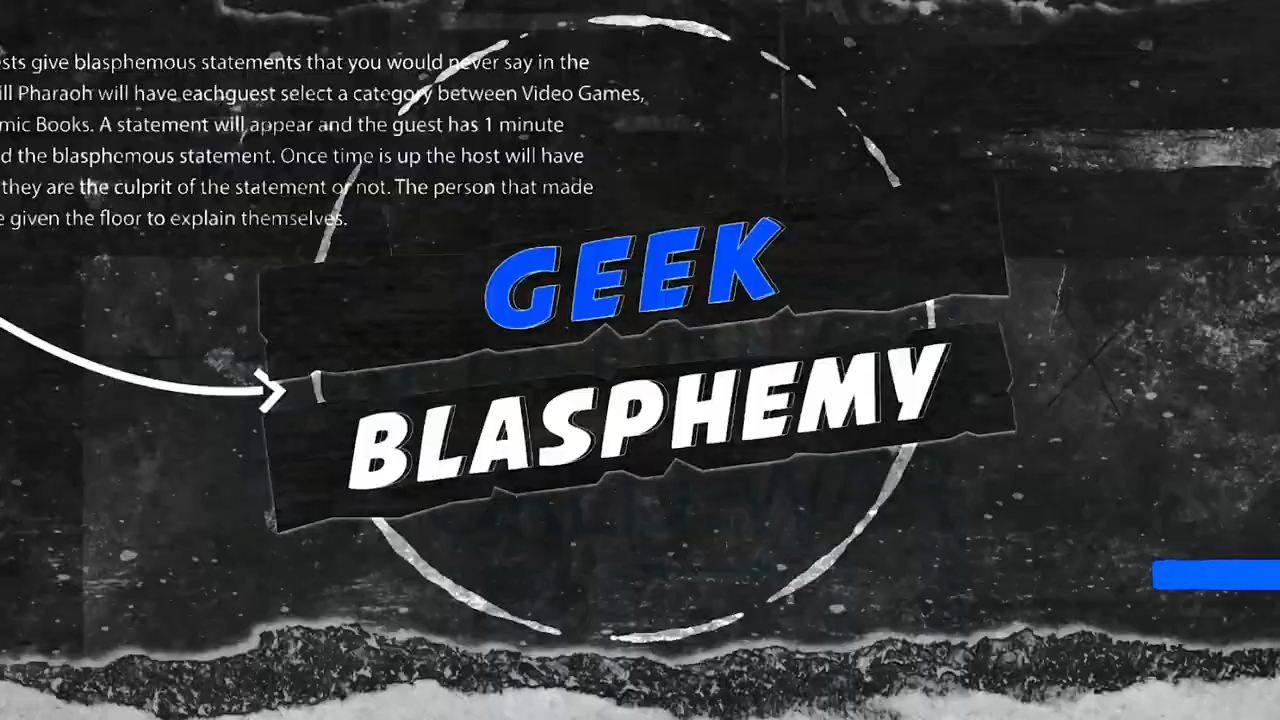 ests give blasphemous statements that you would never say in the
ill Pharaoh will have eachguest select a category between Video Games,
mic Books. A statement will appear and the guest has 1 minute
d the blasphemous statement. Once time is up the host will have
they are the culprit of the statement or not. The person that made
e given the floor to explain themselves.
GEEK
BLASPHEMY